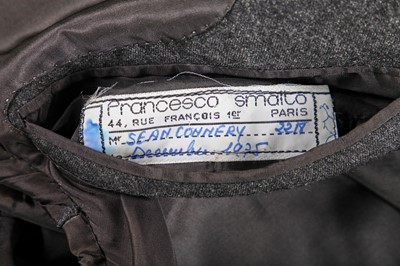 francesco smalto
44, RUE FRANÇOIS 1er PARIS
Mr SEAN.CONNERY
December 1975